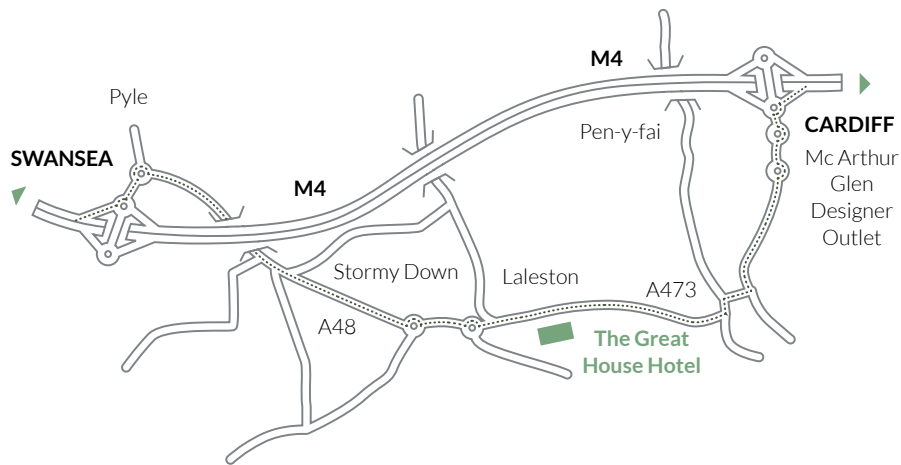 M4
Pyle
CARDIFF
Pen-y-fai
SWANSEA
Mc Arthur
Glen
Designer
Outlet
M4
Stormy Down
Laleston
A473
A48
The Great
House Hotel